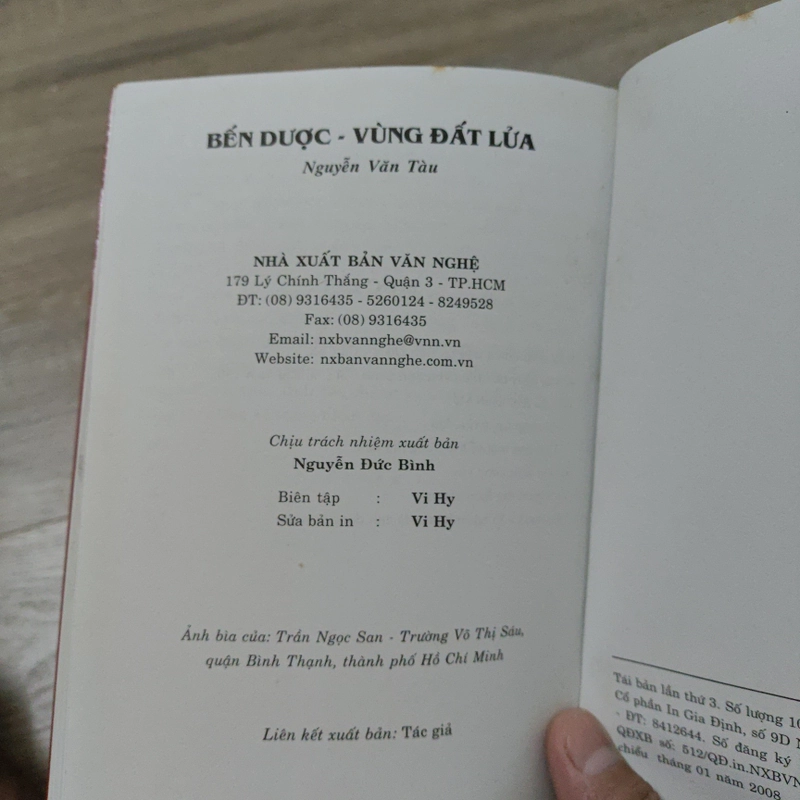 BẾN DƯỢC - VÙNG ĐẤT LỬA
Nguyễn Văn Tàu
NHÀ XUẤT BẢN VĂN NGHỆ
179 Lý Chính Thắng - Quận 3 - TP.HCM
ĐT: (08) 9316435 - 5260124 - 8249528
Fax: (08) 9316435
Email: nxbvannghe@vnn.vn
Website: nxbanvannghe.com.vn
Chịu trách nhiệm xuất bản
Nguyễn Đức Bình
Biên tập : Vi Hy
Sửa bản in : Vi Hy
Ảnh bìa của: Trần Ngọc San - Trường Võ Thị Sáu,
quận Bình Thạnh, thành phố Hồ Chí Minh
Liên kết xuất bản: Tác giả
Tái bản lần thứ 3. Số lượng
Cổ phần In Gia Định, số 9D
- ĐT: 8412644. Số đăng ký
QĐXB số: 512/QĐ.in.NXBVN
chiểu tháng 01 năm 2008